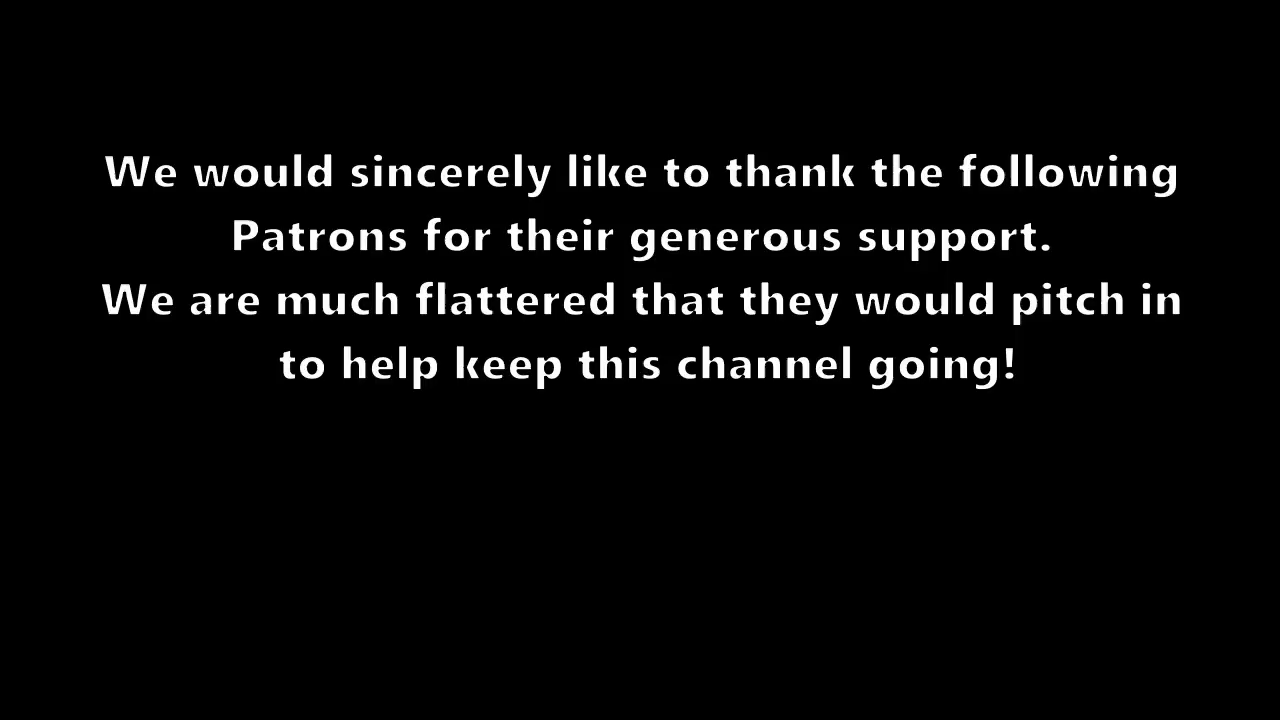 We would sincerely like to thank the following
Patrons for their generous support.
We are much flattered that they would pitch in
to help keep this channel going!